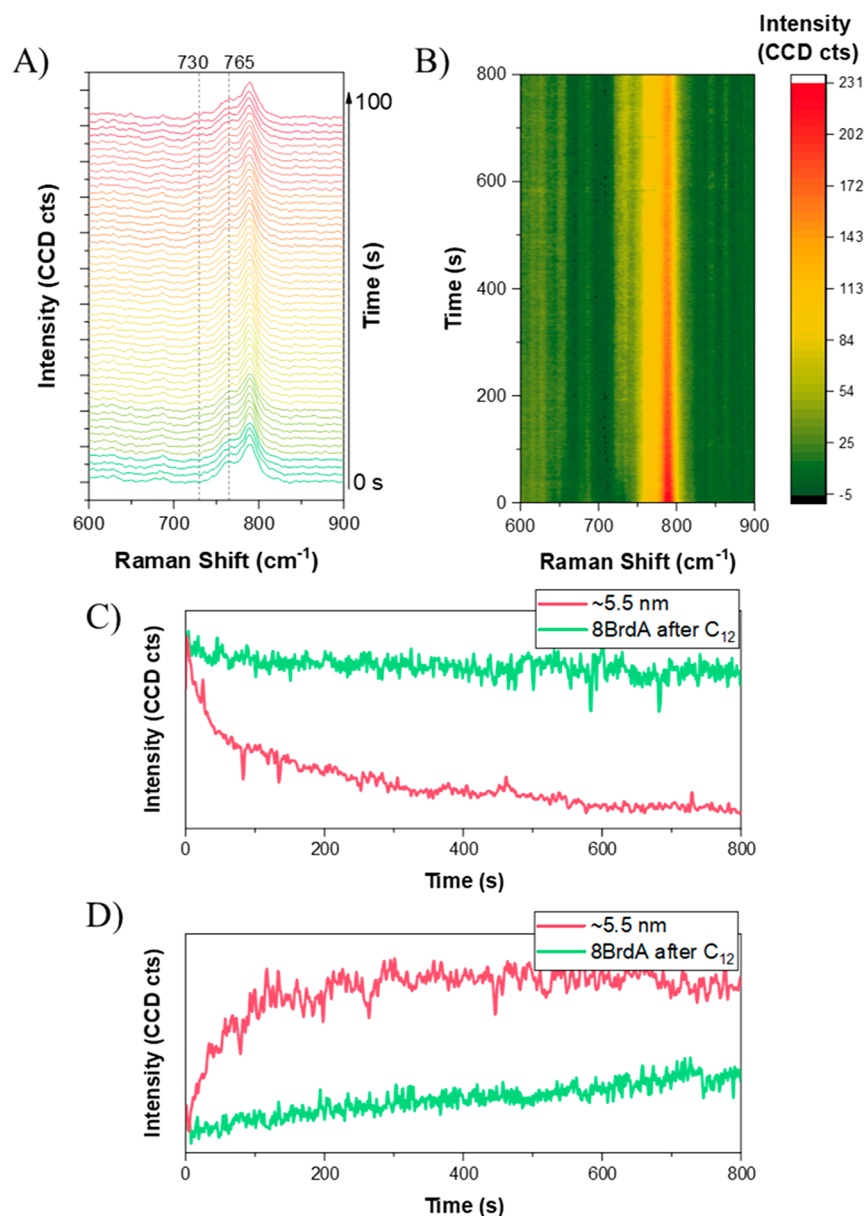 A)
730 765
100
0 s
Time (s)
Intensity (CCD cts)
600 700 800 900
Raman Shift (cm⁻¹)
B)
800
600
400
200
0
Time (s)
600 700 800 900
Raman Shift (cm⁻¹)
Intensity
(CCD cts)
231
202
172
143
113
84
54
25
-5
C)
~5.5 nm
8BrdA after C₁₂
Intensity (CCD cts)
0 200 400 600 800
Time (s)
D)
~5.5 nm
8BrdA after C₁₂
Intensity (CCD cts)
0 200 400 600 800
Time (s)